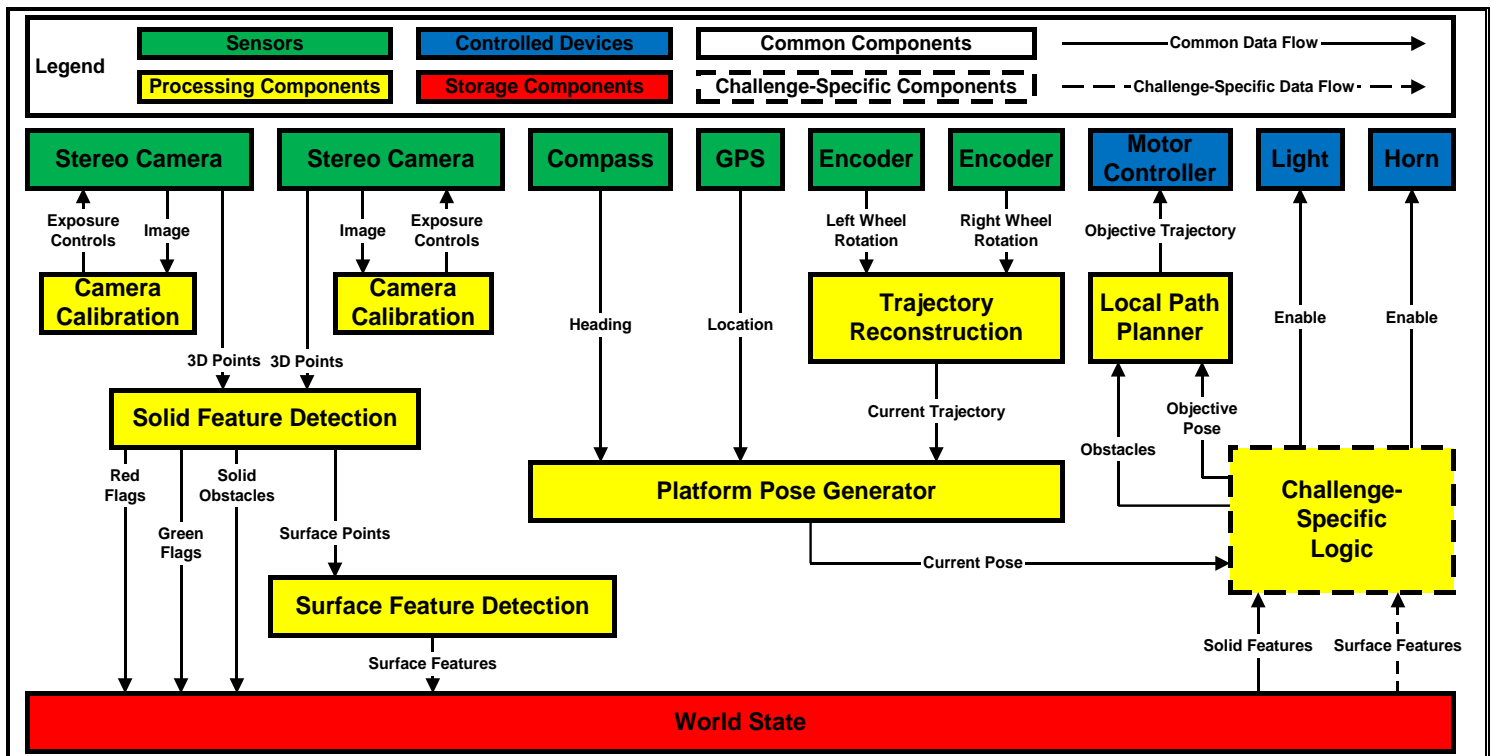 Legend
Sensors
Controlled Devices
Common Components
Common Data Flow
Processing Components
Storage Components
Challenge-Specific Components
Challenge-Specific Data Flow
Stereo Camera
Stereo Camera
Compass
GPS
Encoder
Encoder
Motor
Controller
Light
Horn
Exposure
Controls
Image
Image
Exposure
Controls
Left Wheel
Rotation
Right Wheel
Rotation
Objective Trajectory
Camera
Calibration
Camera
Calibration
Heading
Location
Trajectory
Reconstruction
Local Path
Planner
Enable
Enable
3D Points
3D Points
Solid Feature Detection
Current Trajectory
Objective
Pose
Obstacles
Red
Flags
Green
Flags
Solid
Obstacles
Surface Points
Platform Pose Generator
Challenge-
Specific
Logic
Current Pose
Surface Feature Detection
Surface Features
Solid Features
Surface Features
World State